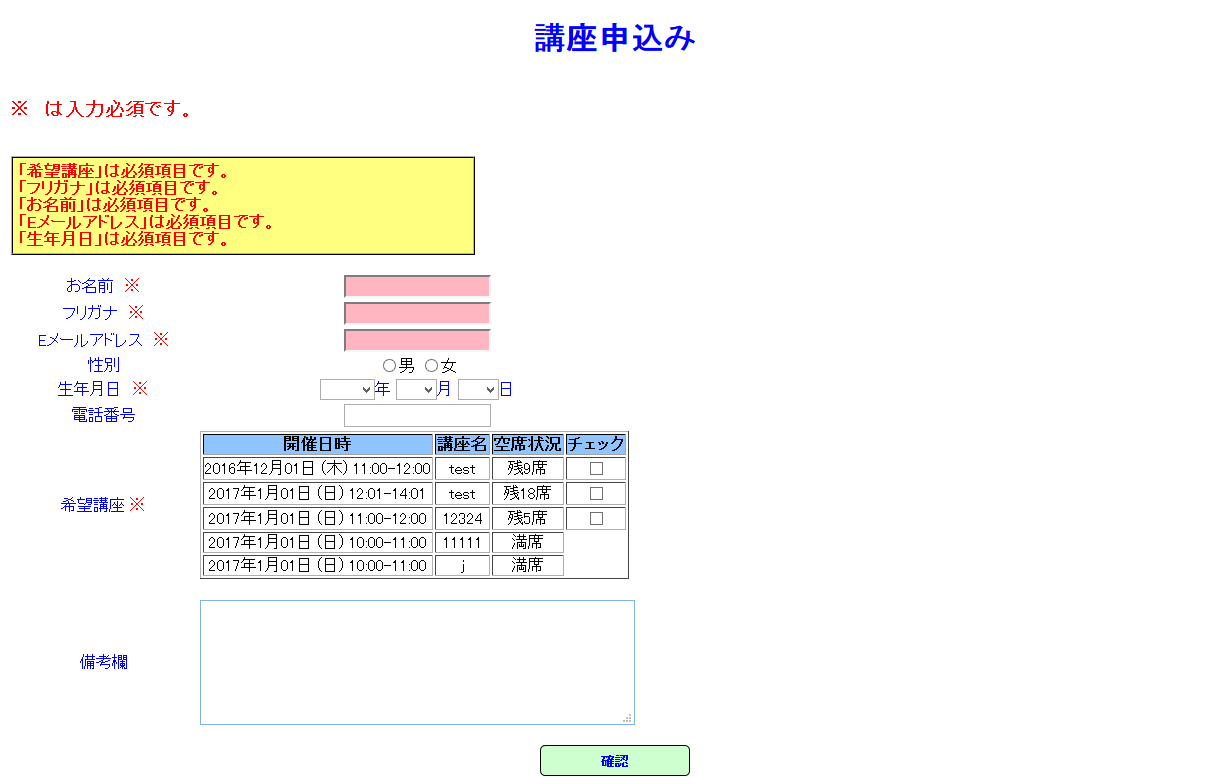 講座申込み
※　は入力必須です。
「希望講座」は必須項目です。
「フリガナ」は必須項目です。
「お名前」は必須項目です。
「Eメールアドレス」は必須項目です。
「生年月日」は必須項目です。
お名前 ※
フリガナ ※
Eメールアドレス ※
性別 男 女
生年月日 ※ 年 月 日
電話番号
希望講座※
開催日時 講座名 空席状況 チェック
2016年12月01日（木）11:00-12:00 test 残9席
2017年1月01日（日）12:01-14:01 test 残18席
2017年1月01日（日）11:00-12:00 12324 残5席
2017年1月01日（日）10:00-11:00 11111 満席
2017年1月01日（日）10:00-11:00 j 満席
備考欄
確認